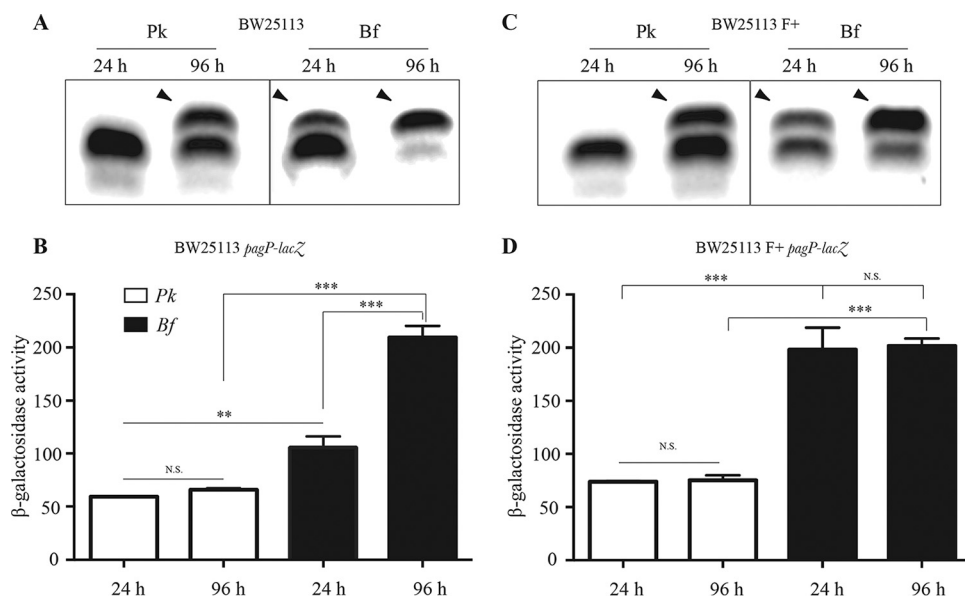 A
BW25113
Pk
Bf
24 h
96 h
24 h
96 h
C
BW25113 F+
Pk
Bf
24 h
96 h
24 h
96 h
B
BW25113 pagP-lacZ
β-galactosidase activity
250
200
150
100
50
0
Pk
Bf
***
***
**
N.S.
24 h
96 h
24 h
96 h
D
BW25113 F+ pagP-lacZ
β-galactosidase activity
250
200
150
100
50
0
***
N.S.
***
N.S.
24 h
96 h
24 h
96 h